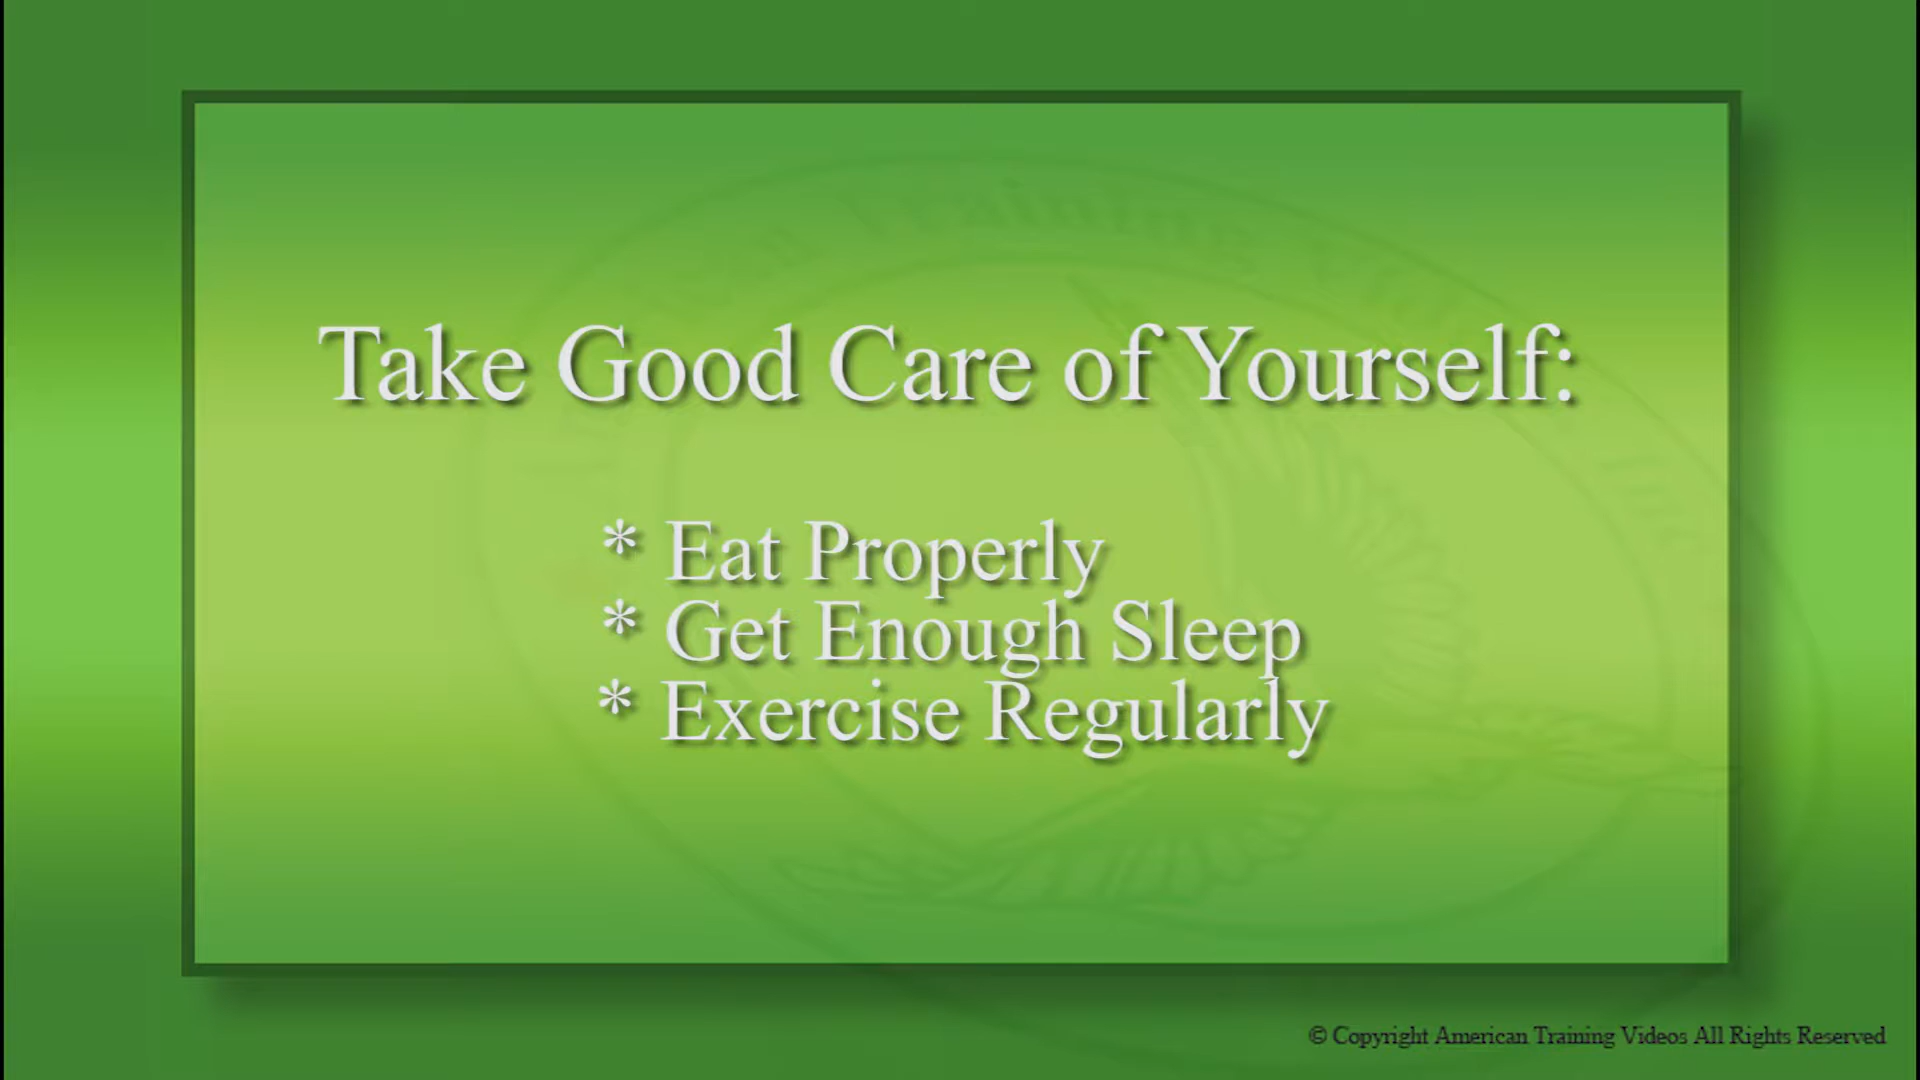 Take Good Care of Yourself:
* Eat Properly
* Get Enough Sleep
* Exercise Regularly
© Copyright American Training Videos All Rights Reserved